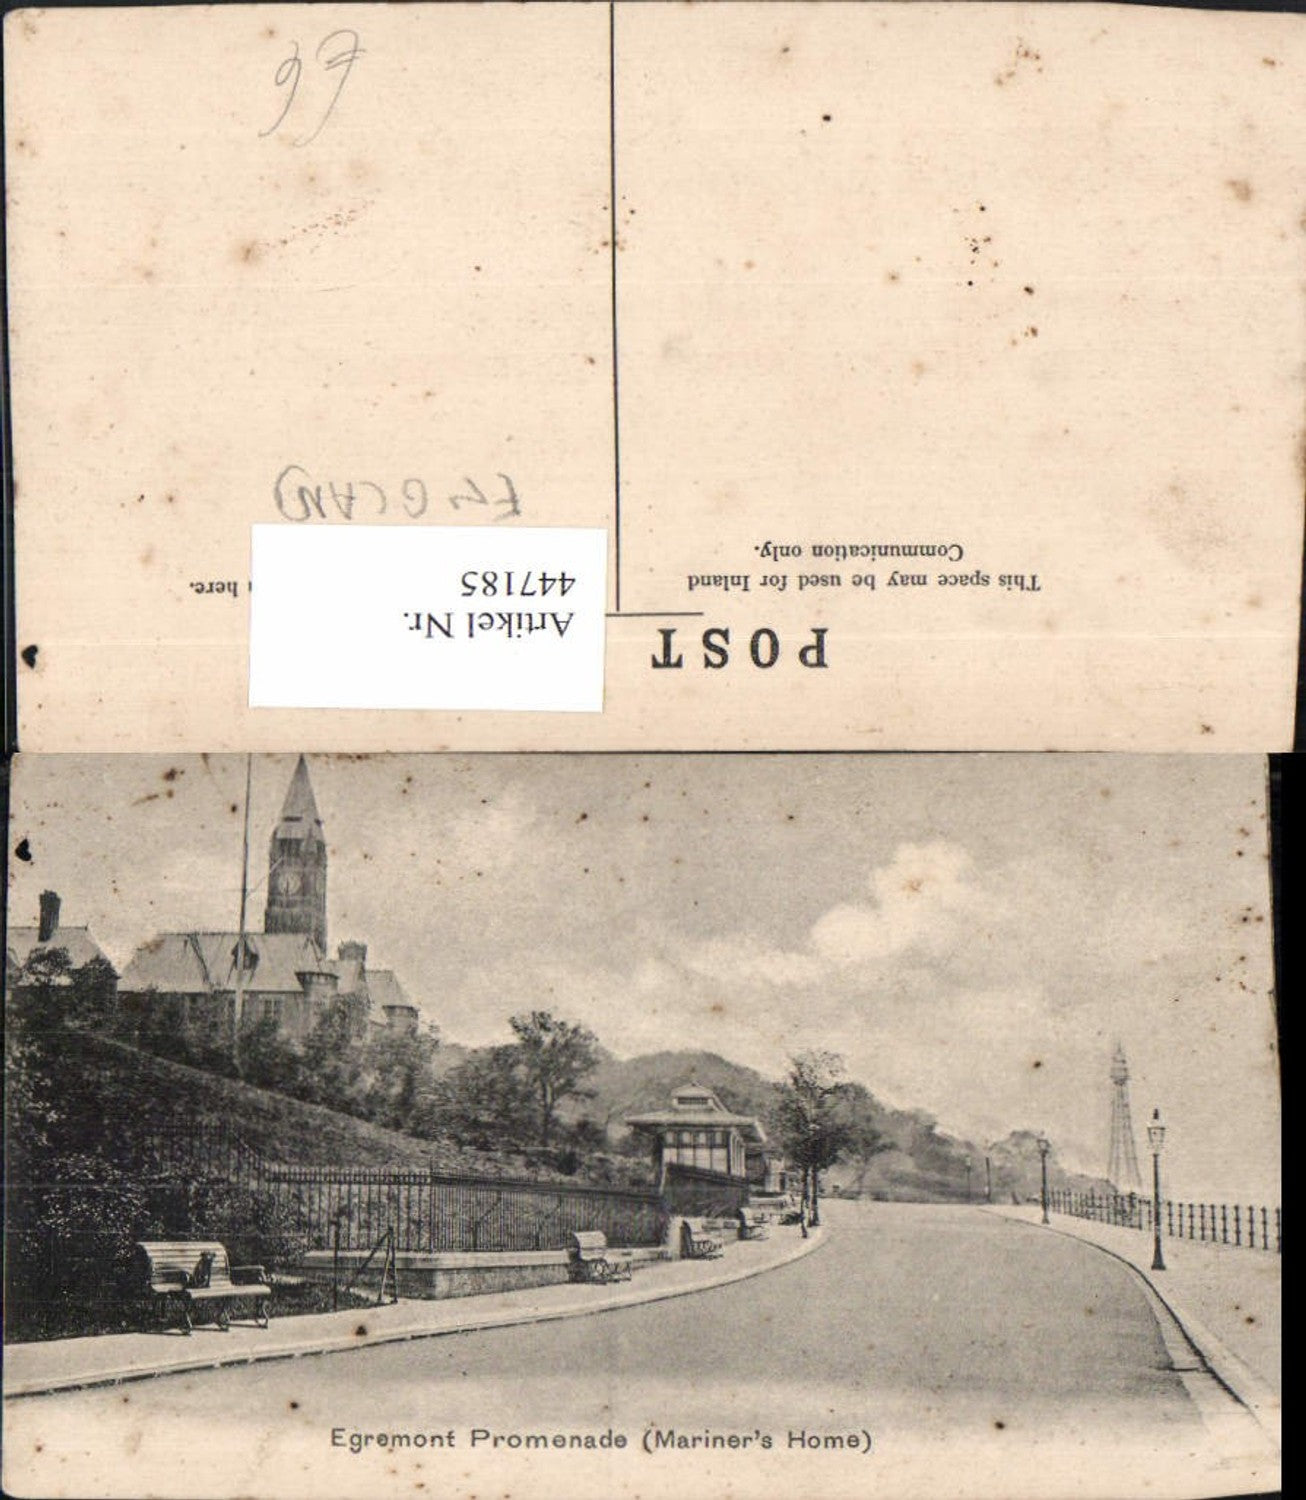 POST
This space may be used for Inland
Communication only.
here.
Artikel Nr.
447185
ENGLAND
Egremont Promenade (Mariner's Home)